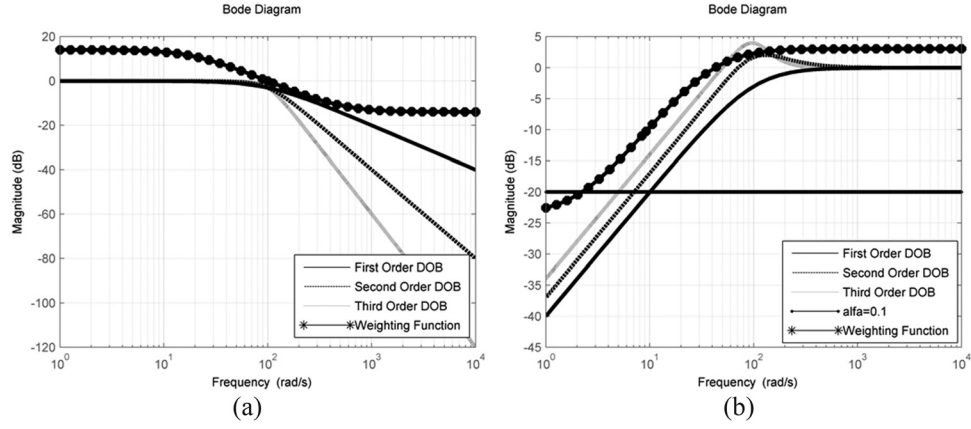 Bode Diagram
20
0
-20
-40
-60
-80
-100
-120
Magnitude (dB)
10^0
10^1
10^2
10^3
10^4
Frequency (rad/s)
First Order DOB
Second Order DOB
Third Order DOB
Weighting Function
(a)
Bode Diagram
5
0
-5
-10
-15
-20
-25
-30
-35
-40
-45
Magnitude (dB)
10^0
10^1
10^2
10^3
10^4
Frequency (rad/s)
First Order DOB
Second Order DOB
Third Order DOB
alfa=0.1
Weighting Function
(b)